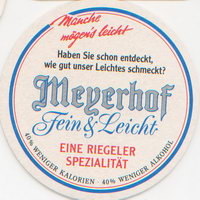 Manche
mögen's leicht
Haben Sie schon entdeckt,
wie gut unser Leichtes schmeckt?
Meyerhof
Fein & Leicht
EINE RIEGELER
SPEZIALITÄT
40% WENIGER KALORIEN · 40% WENIGER ALKOHOL